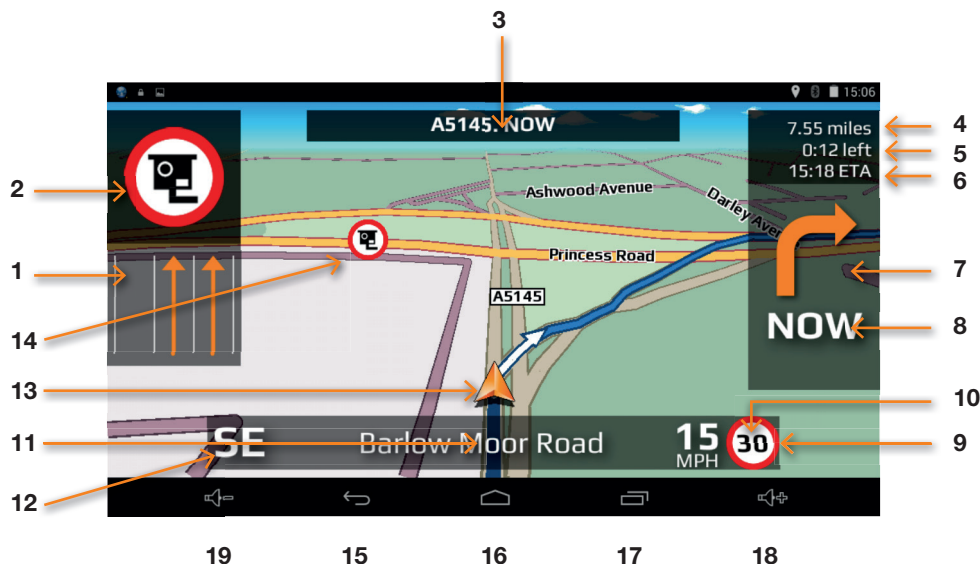 3
15:06
A5145. NOW
7.55 miles
4
0:12 left
5
15:18 ETA
6
2
Ashwood Avenue
Darley Ave
Princess Road
1
7
A5145
NOW
8
14
13
10
11
SE
Barlow Moor Road
15
MPH
30
9
12
19
15
16
17
18